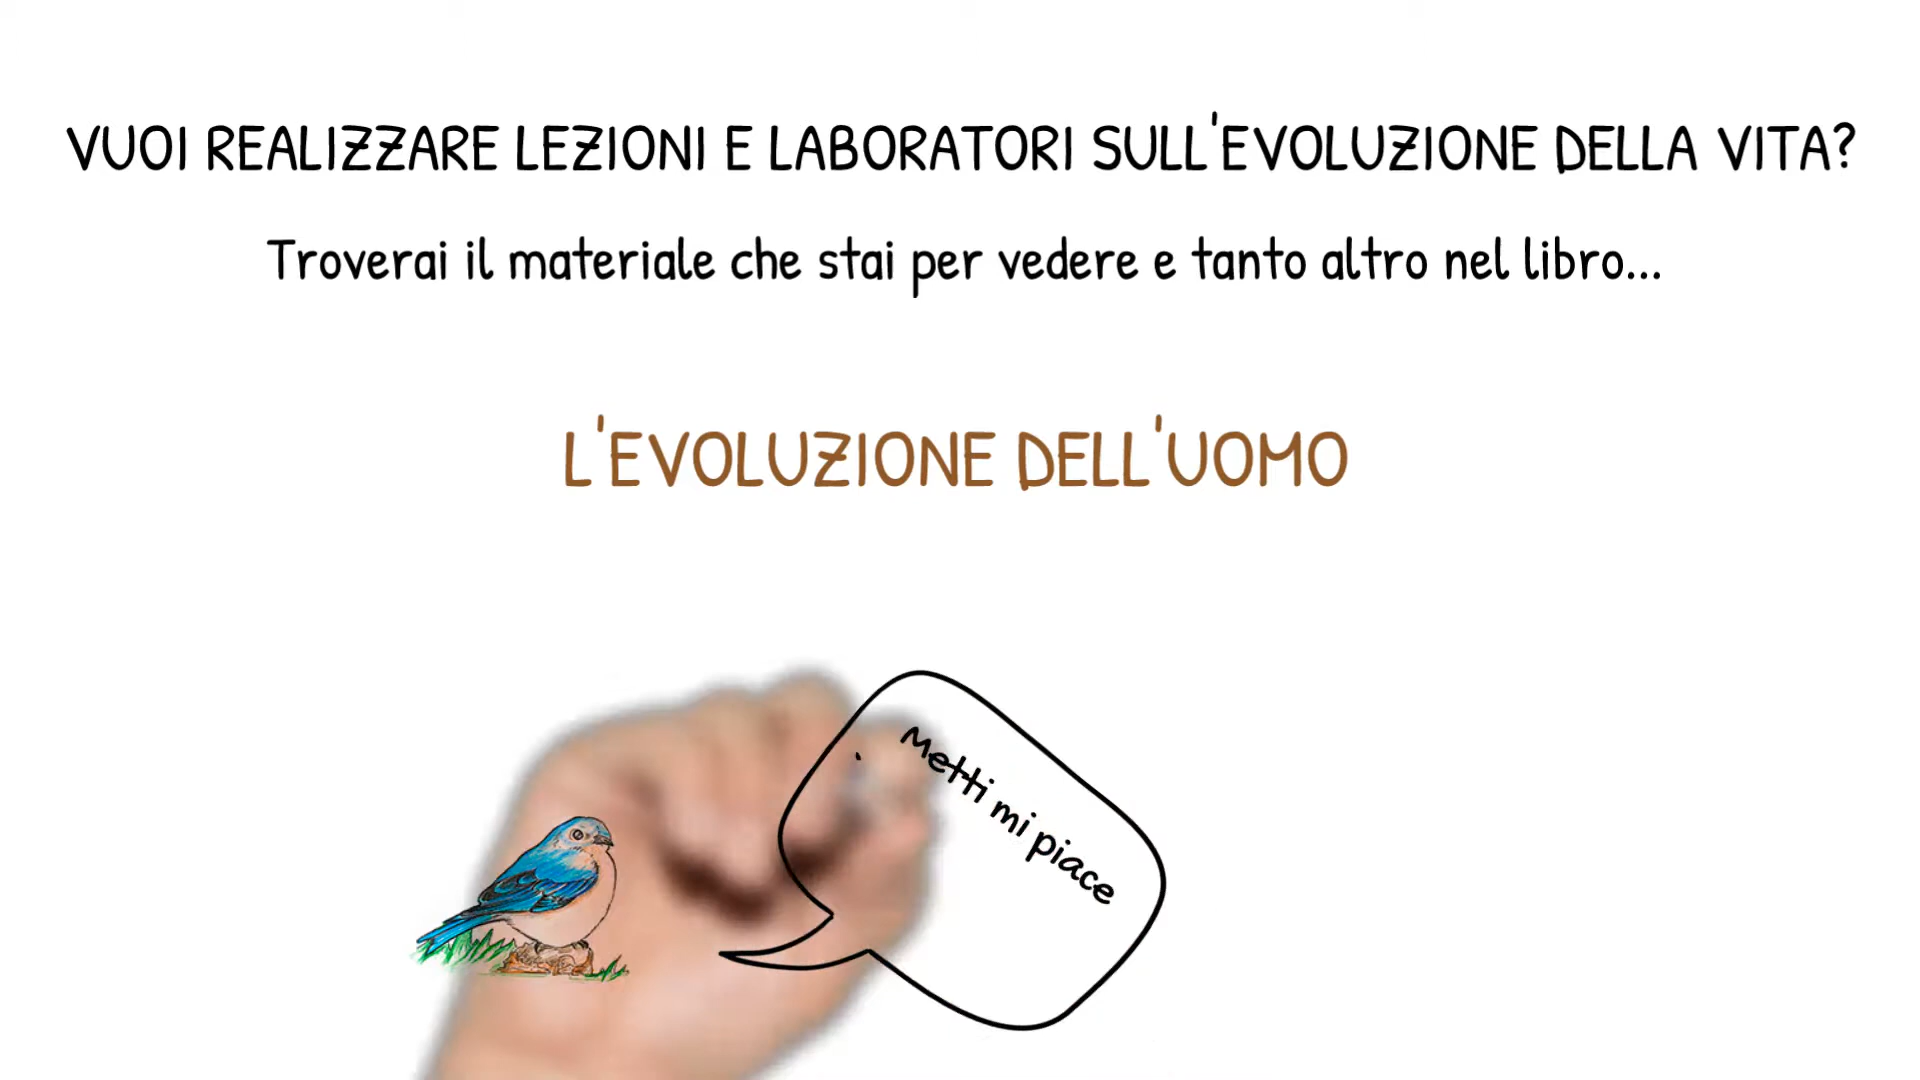 VUOI REALIZZARE LEZIONI E LABORATORI SULL'EVOLUZIONE DELLA VITA?
Troverai il materiale che stai per vedere e tanto altro nel libro...
L'EVOLUZIONE DELL'UOMO
Metti mi piace